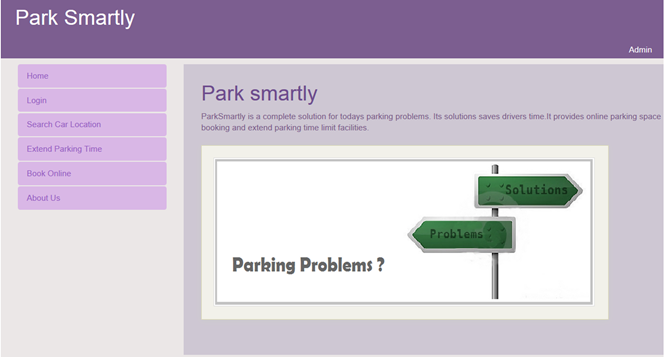 Park Smartly
Admin
Home
Login
Search Car Location
Extend Parking Time
Book Online
About Us
Park smartly
ParkSmartly is a complete solution for todays parking problems. Its solutions saves drivers time.It provides online parking space
booking and extend parking time limit facilities.
Solutions
Problems
Parking Problems ?